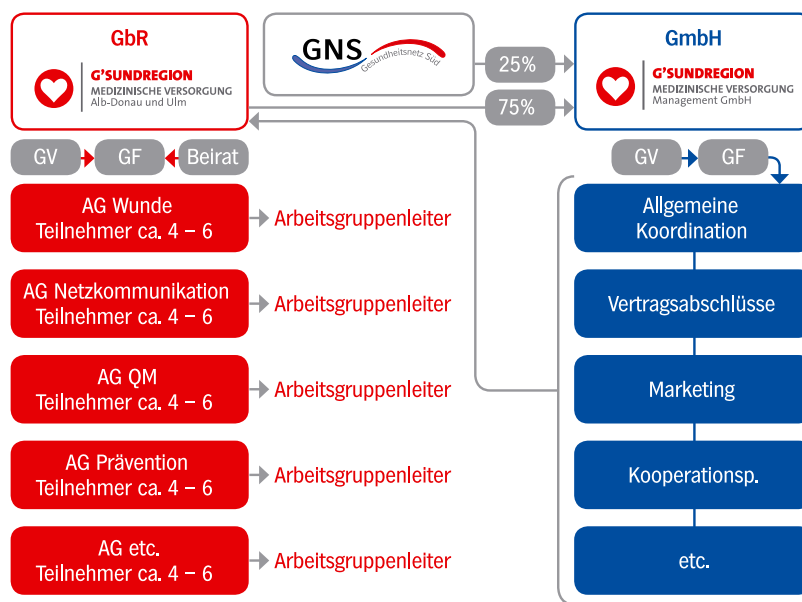 GbR
G'SUNDREGION
MEDIZINISCHE VERSORGUNG
Alb-Donau und Ulm
GNS
Gesundheitsnetz Süd
25%
75%
GmbH
G'SUNDREGION
MEDIZINISCHE VERSORGUNG
Management GmbH
GV
GF
Beirat
GV
GF
AG Wunde
Teilnehmer ca. 4 – 6
Arbeitsgruppenleiter
AG Netzkommunikation
Teilnehmer ca. 4 – 6
Arbeitsgruppenleiter
AG QM
Teilnehmer ca. 4 – 6
Arbeitsgruppenleiter
AG Prävention
Teilnehmer ca. 4 – 6
Arbeitsgruppenleiter
AG etc.
Teilnehmer ca. 4 – 6
Arbeitsgruppenleiter
Allgemeine
Koordination
Vertragsabschlüsse
Marketing
Kooperationsp.
etc.